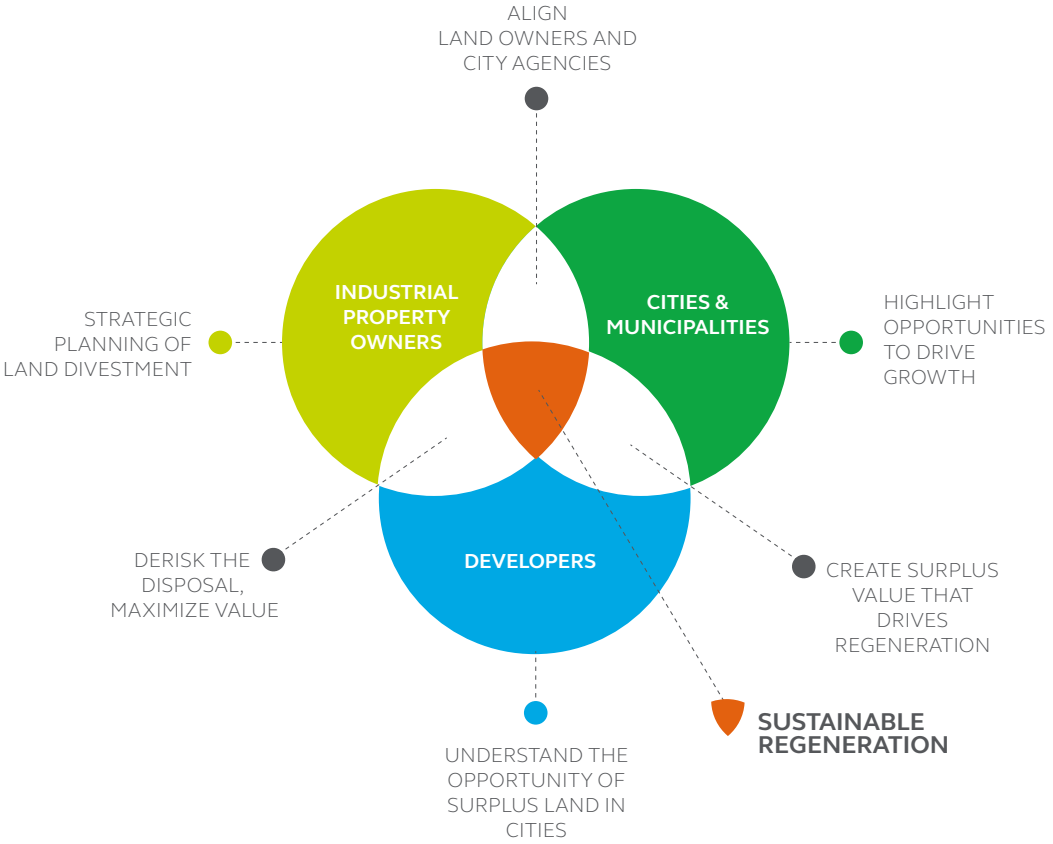 ALIGN
LAND OWNERS AND
CITY AGENCIES
INDUSTRIAL
PROPERTY
OWNERS
CITIES &
MUNICIPALITIES
STRATEGIC
PLANNING OF
LAND DIVESTMENT
HIGHLIGHT
OPPORTUNITIES
TO DRIVE
GROWTH
DERISK THE
DISPOSAL,
MAXIMIZE VALUE
DEVELOPERS
CREATE SURPLUS
VALUE THAT
DRIVES
REGENERATION
SUSTAINABLE
REGENERATION
UNDERSTAND THE
OPPORTUNITY OF
SURPLUS LAND IN
CITIES